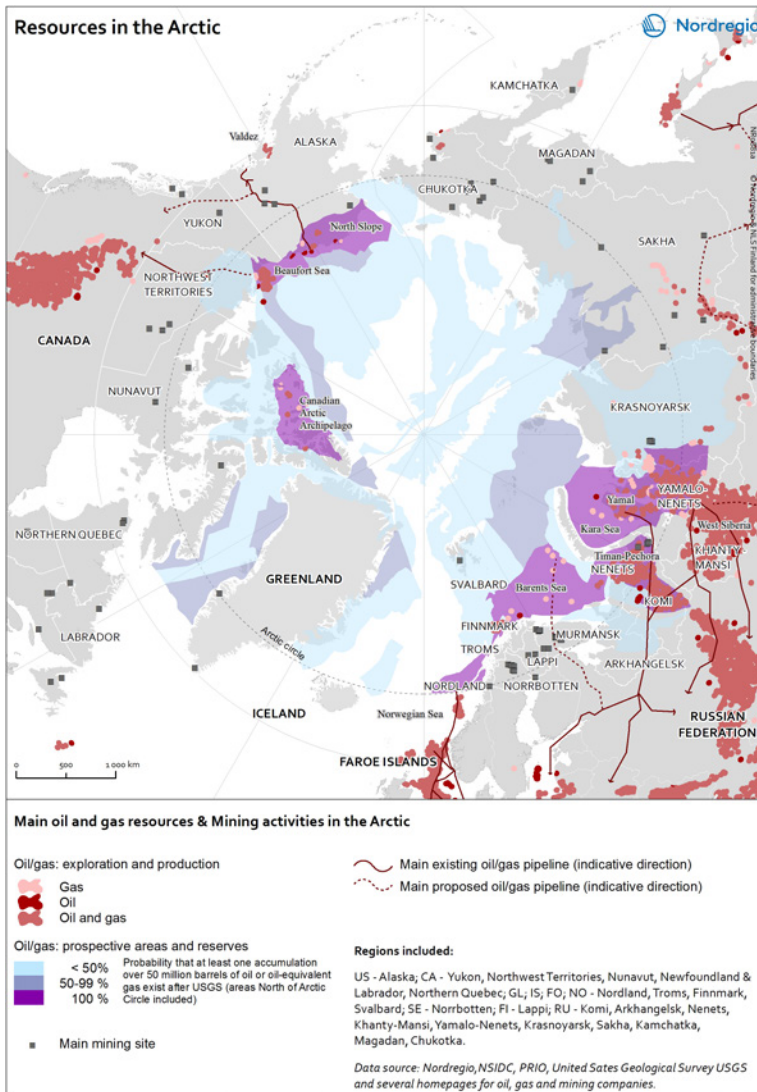 Resources in the Arctic
Nordregio
KAMCHATKA
Valdez
ALASKA
MAGADAN
CHUKOTKA
YUKON
North Slope
SAKHA
Beaufort Sea
NORTHWEST
TERRITORIES
CANADA
NUNAVUT
Canadian
Arctic
Archipelago
KRASNOYARSK
Yamal
YAMALO-
NENETS
Kara Sea
West Siberia
NORTHERN QUEBEC
Timan-Pechora
NENETS
KHANTY-
MANSI
GREENLAND
SVALBARD
Barents Sea
KOMI
LABRADOR
FINNMARK
MURMANSK
Arctic circle
TROMS
LAPPI
ARKHANGELSK
NORDLAND
NORRBOTTEN
ICELAND
Norwegian Sea
RUSSIAN
FEDERATION
FAROE ISLANDS
0 500 1 000 km
& NLS Finland for administrative boundaries
Main oil and gas resources & Mining activities in the Arctic
Oil/gas: exploration and production
Gas
Oil
Oil and gas
Main existing oil/gas pipeline (indicative direction)
Main proposed oil/gas pipeline (indicative direction)
Oil/gas: prospective areas and reserves
< 50%
50-99 %
100 %
Probability that at least one accumulation
over 50 million barrels of oil or oil-equivalent
gas exist after USGS (areas North of Arctic
Circle included)
Main mining site
Regions included:
US - Alaska; CA - Yukon, Northwest Territories, Nunavut, Newfoundland &
Labrador, Northern Quebec; GL; IS; FO; NO - Nordland, Troms, Finnmark,
Svalbard; SE - Norrbotten; FI - Lappi; RU - Komi, Arkhangelsk, Nenets,
Khanty-Mansi, Yamalo-Nenets, Krasnoyarsk, Sakha, Kamchatka,
Magadan, Chukotka.
Data source: Nordregio,NSIDC, PRIO, United Sates Geological Survey USGS
and several homepages for oil, gas and mining companies.